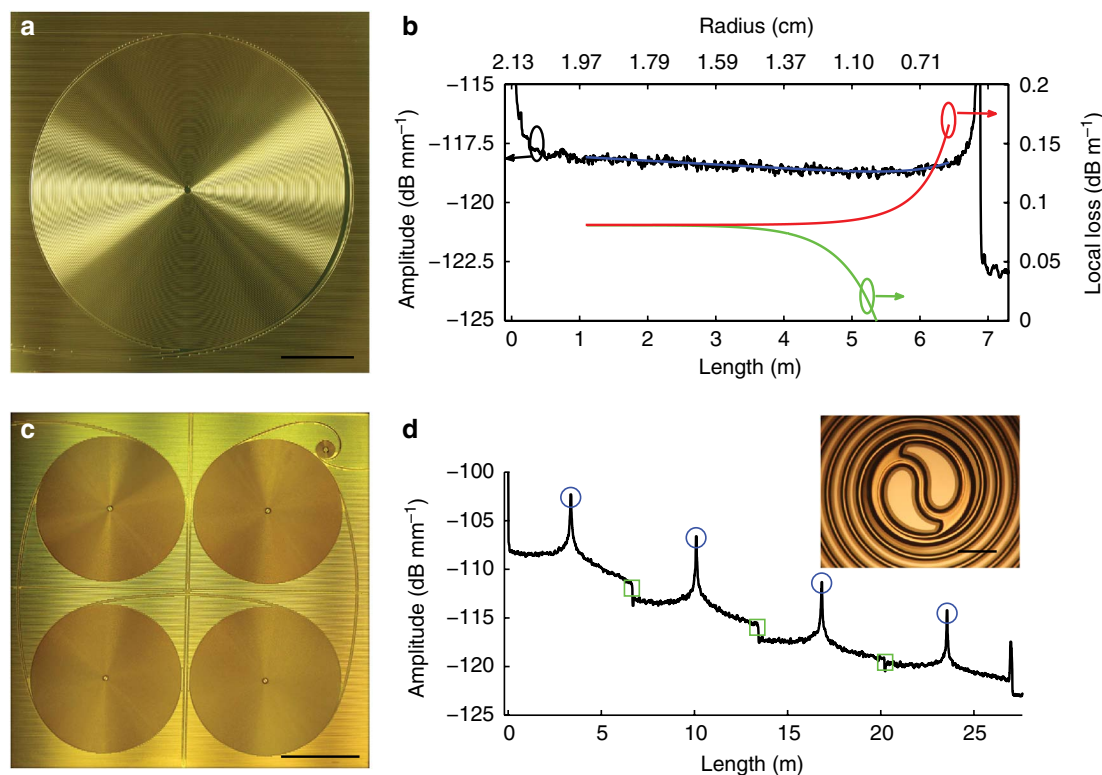 a
b
Radius (cm)
2.13 1.97 1.79 1.59 1.37 1.10 0.71
−115
−117.5
−120
−122.5
−125
Amplitude (dB mm⁻¹)
0.2
0.15
0.1
0.05
0
Local loss (dB m⁻¹)
0 1 2 3 4 5 6 7
Length (m)
c
d
−100
−105
−110
−115
−120
−125
Amplitude (dB mm⁻¹)
0 5 10 15 20 25
Length (m)